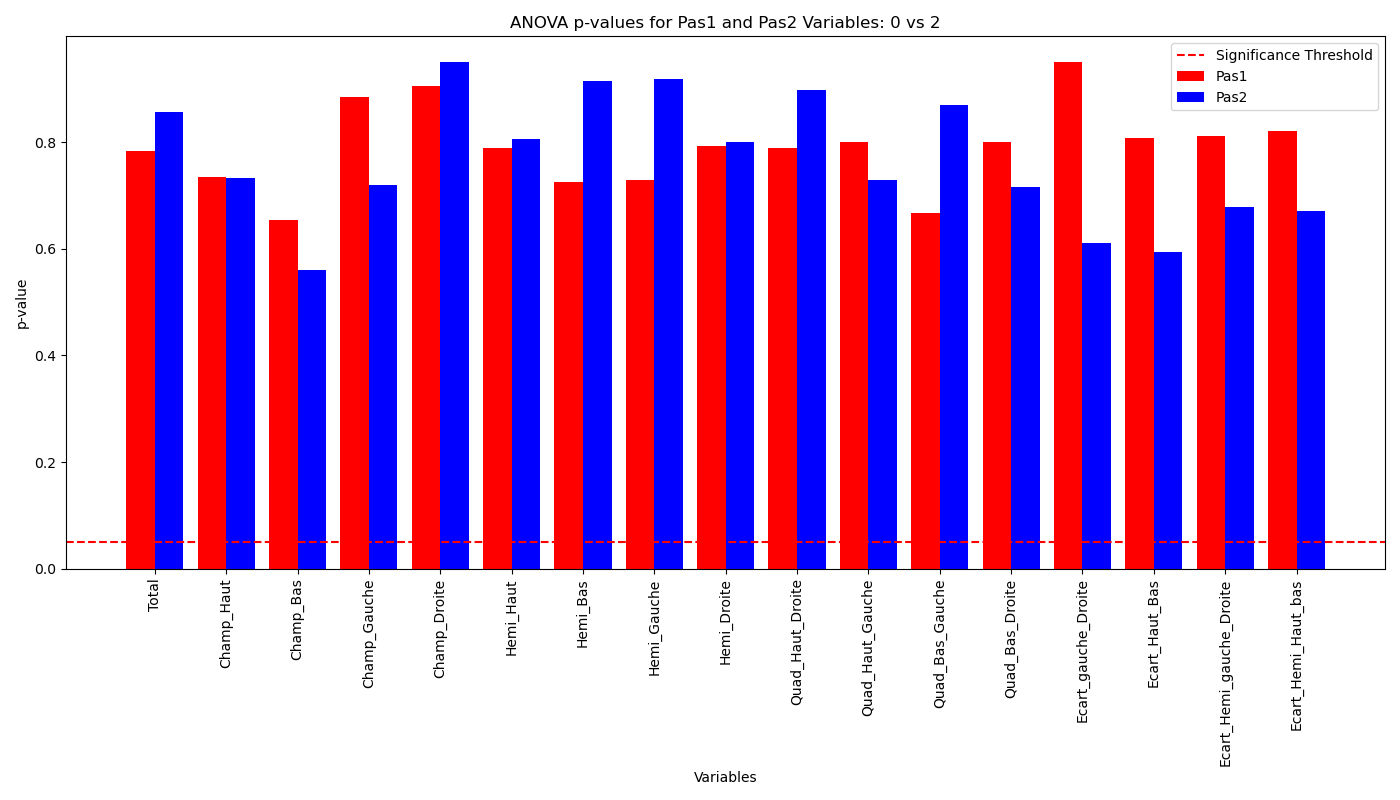 ANOVA p-values for Pas1 and Pas2 Variables: 0 vs 2
Significance Threshold
Pas1
Pas2
p-value
0.8
0.6
0.4
0.2
0.0
Total
Champ_Haut
Champ_Bas
Champ_Gauche
Champ_Droite
Hemi_Haut
Hemi_Bas
Hemi_Gauche
Hemi_Droite
Quad_Haut_Droite
Quad_Haut_Gauche
Quad_Bas_Gauche
Quad_Bas_Droite
Ecart_gauche_Droite
Ecart_Haut_Bas
Ecart_Hemi_gauche_Droite
Ecart_Hemi_Haut_bas
Variables